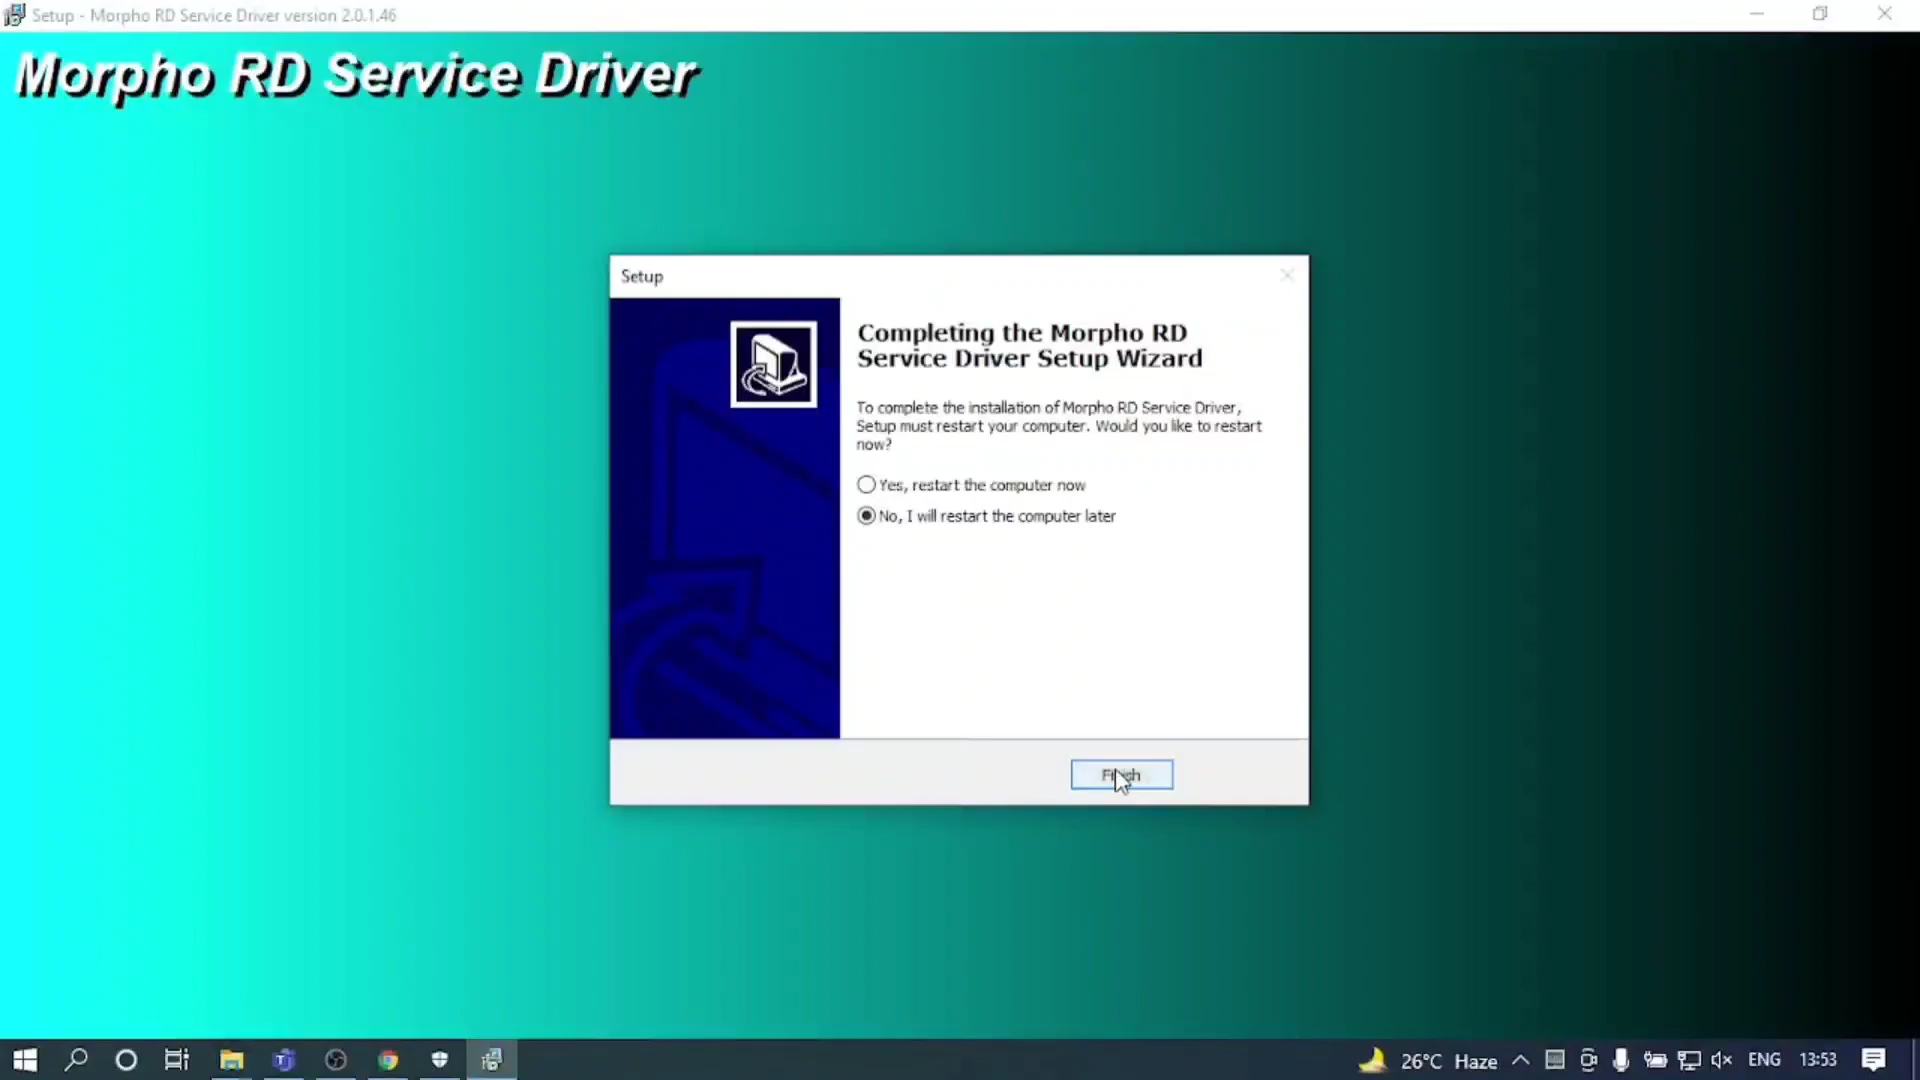 Setup - Morpho RD Service Driver version 2.0.1.46
Morpho RD Service Driver
Setup
Completing the Morpho RD
Service Driver Setup Wizard
To complete the installation of Morpho RD Service Driver,
Setup must restart your computer. Would you like to restart
now?
Yes, restart the computer now
No, I will restart the computer later
Finish
26°C Haze
ENG
13:53